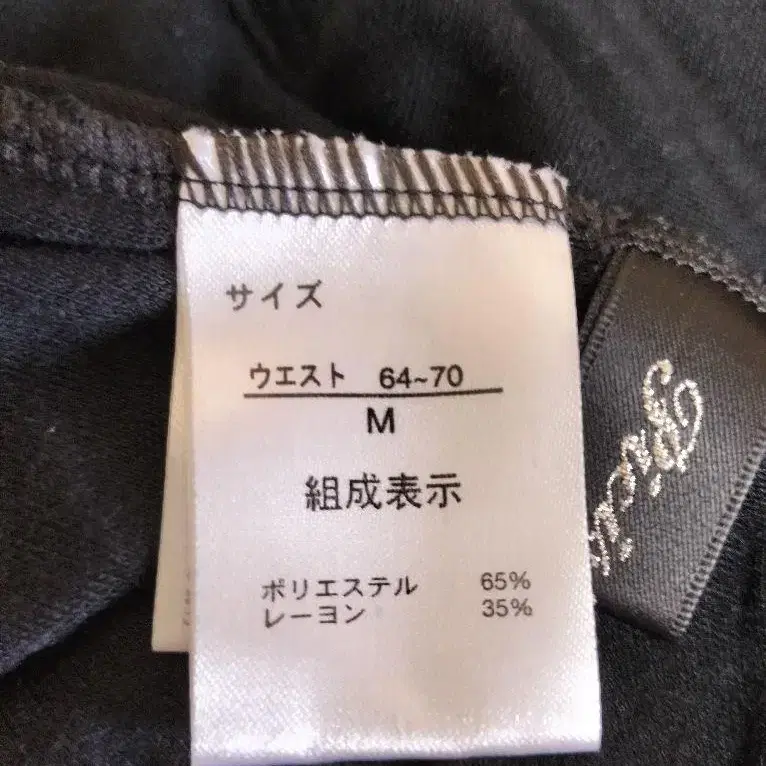 サイズ
ウエスト 64~70
M
組成表示
ポリエステル 65%
レーヨン 35%